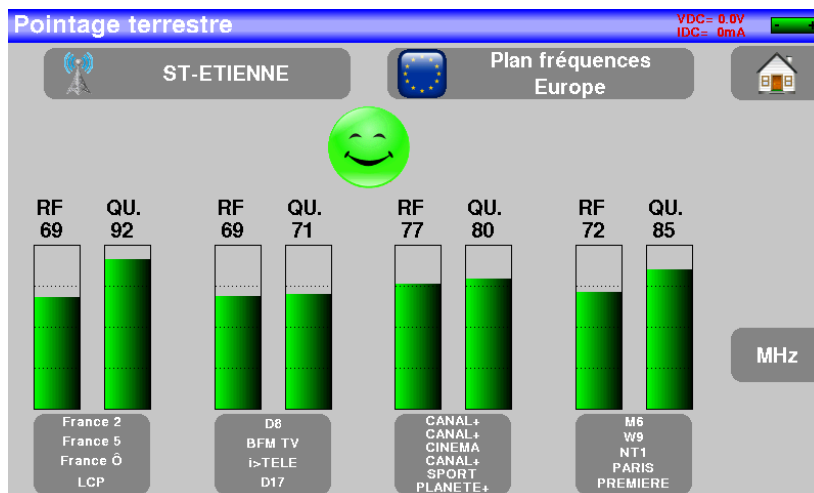 Pointage terrestre
VDC= 0.0V
IDC= 0mA
- +
ST-ETIENNE
Plan fréquences
Europe
RF QU. RF QU. RF QU. RF QU.
69 92 69 71 77 80 72 85
MHz
France 2
France 5
France Ô
LCP
D8
BFM TV
i>TELE
D17
CANAL+
CANAL+
CINEMA
CANAL+
SPORT
PLANETE+
M6
W9
NT1
PARIS
PREMIERE